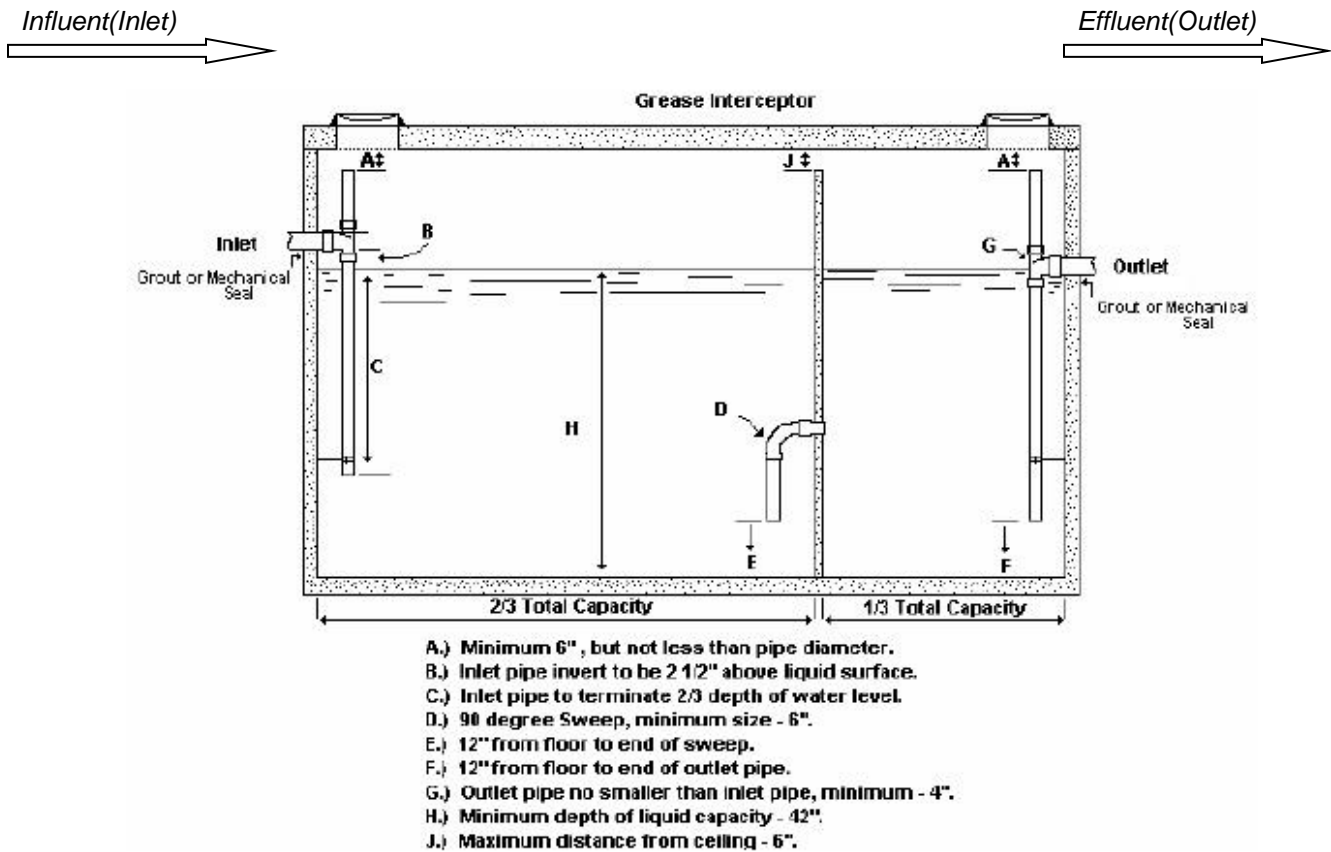 Influent(Inlet)
Effluent(Outlet)
Grease Interceptor
A
J
A
B
Inlet
G
Outlet
Grout or Mechanical
Seal
Grout or Mechanical
Seal
C
D
H
E
F
2/3 Total Capacity
1/3 Total Capacity
A.) Minimum 6", but not less than pipe diameter.
B.) Inlet pipe invert to be 2 1/2" above liquid surface.
C.) Inlet pipe to terminate 2/3 depth of water level.
D.) 90 degree Sweep, minimum size - 6".
E.) 12" from floor to end of sweep.
F.) 12" from floor to end of outlet pipe.
G.) Outlet pipe no smaller than inlet pipe, minimum - 4".
H.) Minimum depth of liquid capacity - 42".
J.) Maximum distance from ceiling - 6".